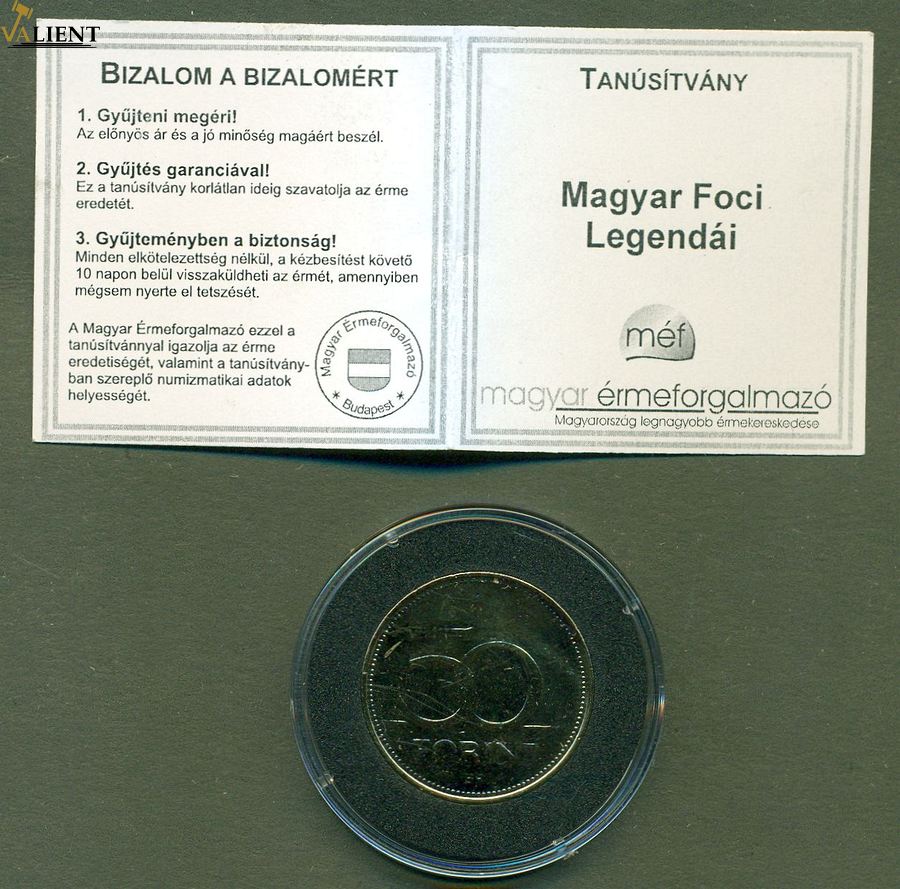 VALIENT
BIZALOM A BIZALOMÉRT
1. Gyűjteni megéri!
Az előnyös ár és a jó minőség magáért beszél.
2. Gyűjtés garanciával!
Ez a tanúsítvány korlátlan ideig szavatolja az érme
eredetét.
3. Gyűjteményben a biztonság!
Minden elkötelezettség nélkül, a kézbesítést követő
10 napon belül visszaküldheti az érmét, amennyiben
mégsem nyerte el tetszését.
A Magyar Érmeforgalmazó ezzel a
tanúsítvánnyal igazolja az érme
eredetiségét, valamint a tanúsítvány-
ban szereplő numizmatikai adatok
helyességét.
Magyar Érmeforgalmazó
Budapest
TANÚSÍTVÁNY
Magyar Foci
Legendái
méf
magyar érmeforgalmazó
Magyarország legnagyobb érmekereskedése
FORINT